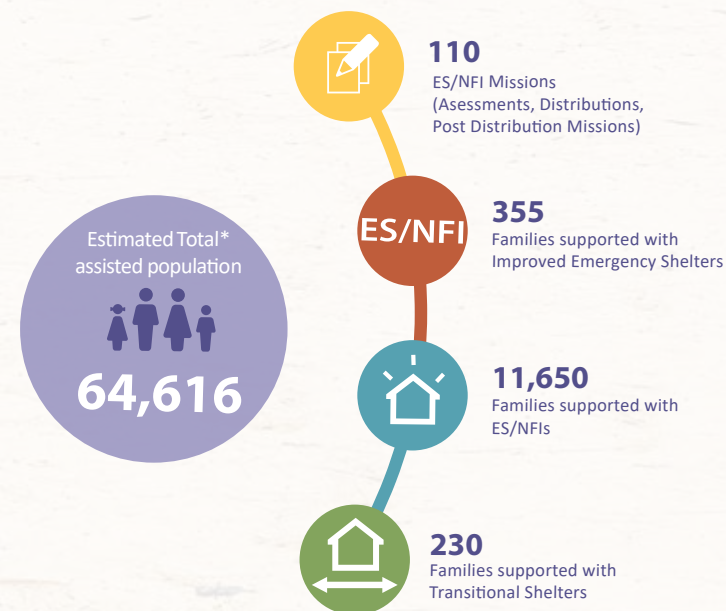 110
ES/NFI Missions
(Asessments, Distributions,
Post Distribution Missions)
ES/NFI
355
Families supported with
Improved Emergency Shelters
Estimated Total*
assisted population
64,616
11,650
Families supported with
ES/NFIs
230
Families supported with
Transitional Shelters